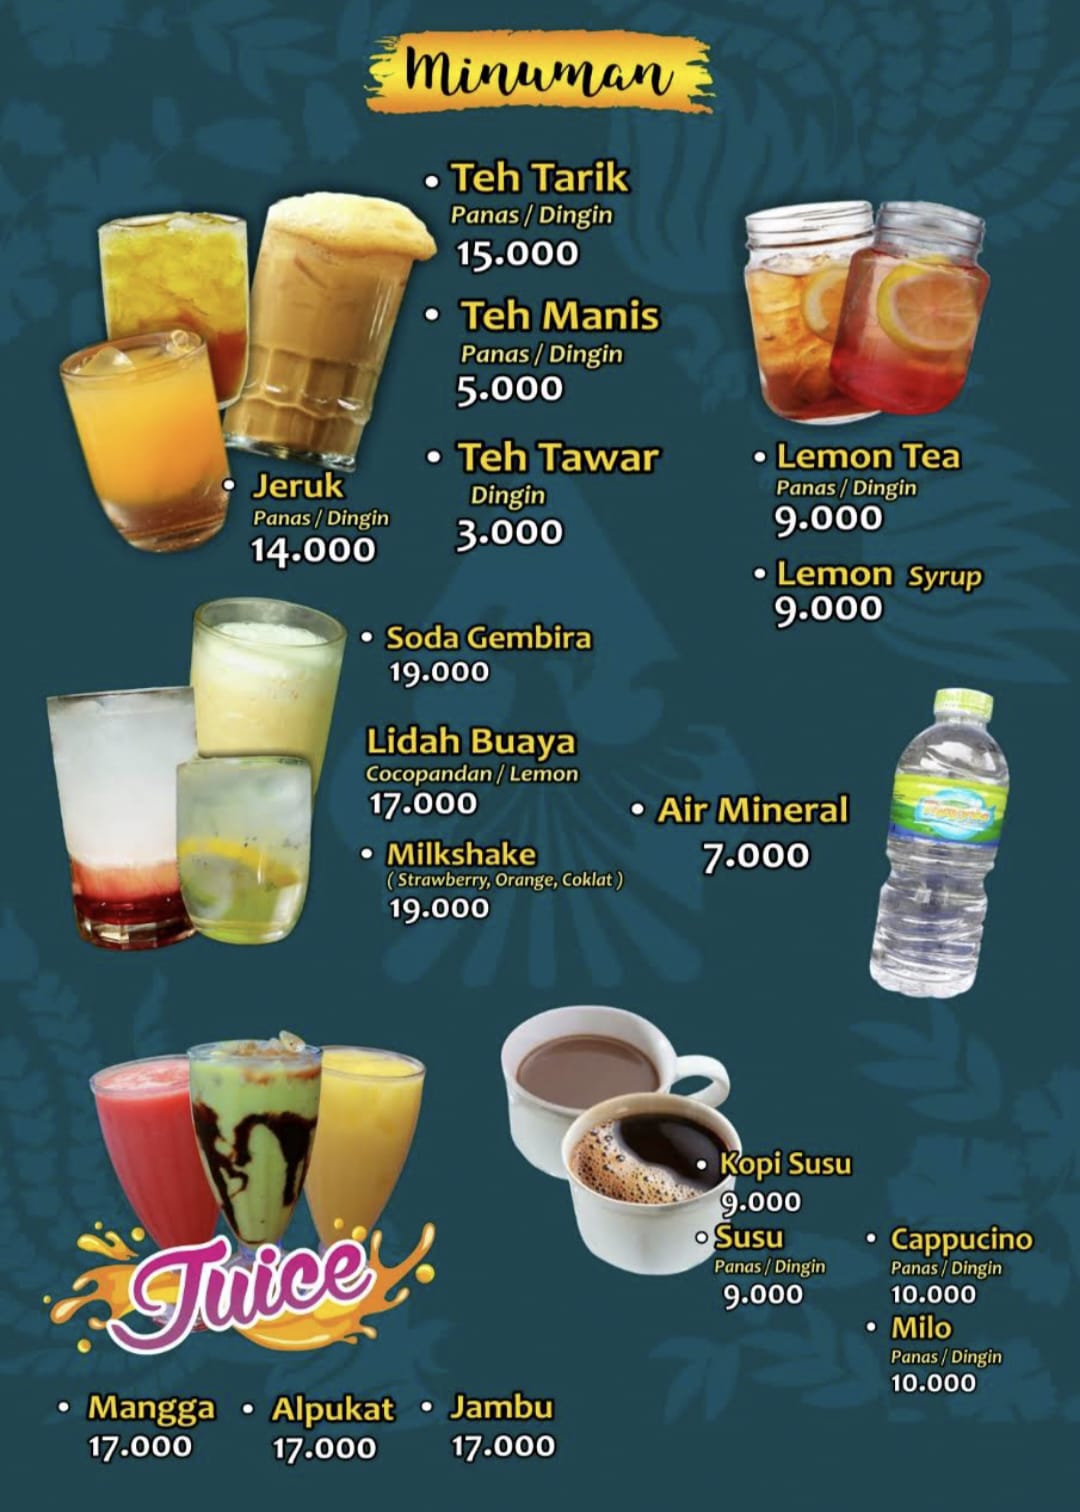 Minuman
• Teh Tarik
Panas / Dingin
15.000
• Teh Manis
Panas / Dingin
5.000
• Teh Tawar
Dingin
3.000
• Jeruk
Panas / Dingin
14.000
• Lemon Tea
Panas / Dingin
9.000
• Lemon Syrup
9.000
• Soda Gembira
19.000
Lidah Buaya
Cocopandan / Lemon
17.000
• Milkshake
( Strawberry, Orange, Coklat )
19.000
• Air Mineral
7.000
• Kopi Susu
9.000
• Susu
Panas / Dingin
9.000
• Cappucino
Panas / Dingin
10.000
• Milo
Panas / Dingin
10.000
Juice
• Mangga
17.000
• Alpukat
17.000
• Jambu
17.000